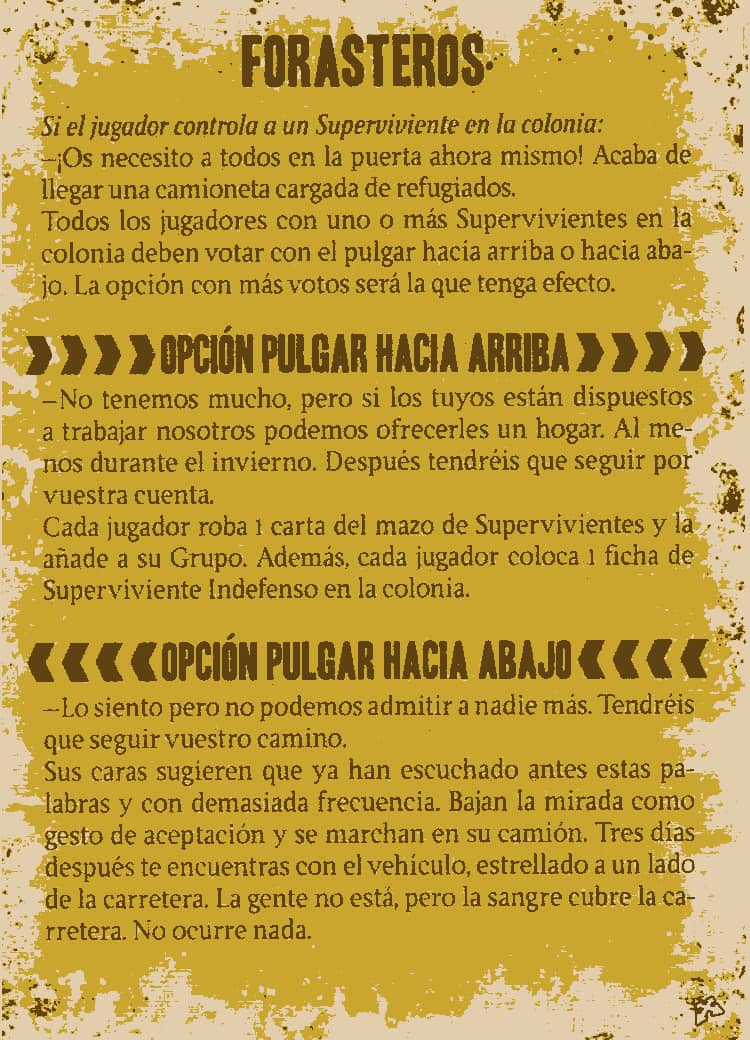 FORASTEROS
Si el jugador controla a un Superviviente en la colonia:
–¡Os necesito a todos en la puerta ahora mismo! Acaba de
llegar una camioneta cargada de refugiados.
Todos los jugadores con uno o más Supervivientes en la
colonia deben votar con el pulgar hacia arriba o hacia aba-
jo. La opción con más votos será la que tenga efecto.
OPCIÓN PULGAR HACIA ARRIBA
–No tenemos mucho, pero si los tuyos están dispuestos
a trabajar nosotros podemos ofrecerles un hogar. Al me-
nos durante el invierno. Después tendréis que seguir por
vuestra cuenta.
Cada jugador roba 1 carta del mazo de Supervivientes y la
añade a su Grupo. Además, cada jugador coloca 1 ficha de
Superviviente Indefenso en la colonia.
OPCIÓN PULGAR HACIA ABAJO
–Lo siento pero no podemos admitir a nadie más. Tendréis
que seguir vuestro camino.
Sus caras sugieren que ya han escuchado antes estas pa-
labras y con demasiada frecuencia. Bajan la mirada como
gesto de aceptación y se marchan en su camión. Tres días
después te encuentras con el vehículo, estrellado a un lado
de la carretera. La gente no está, pero la sangre cubre la ca-
rretera. No ocurre nada.